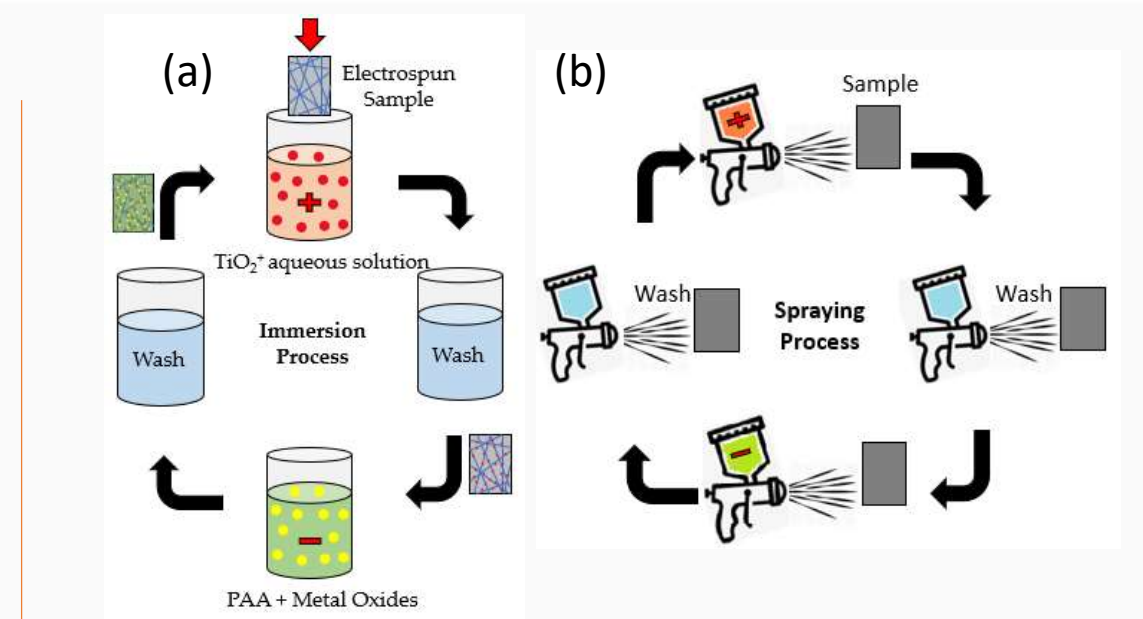 (a)
Electrospun
Sample
+
TiO₂⁺ aqueous solution
Wash
Immersion
Process
Wash
−
PAA + Metal Oxides
(b)
Sample
+
Wash
Spraying
Process
Wash
−